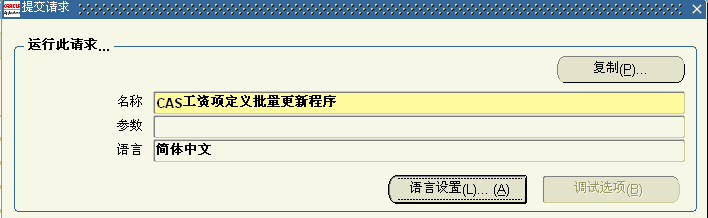 ORACLE 提交请求
运行此请求...
复制(P)...
名称 CAS工资项定义批量更新程序
参数
语言 简体中文
语言设置(L)... (A) 调试选项(B)